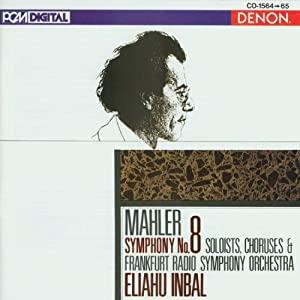 CO-1564→65
PCM DIGITAL
DENON.
MAHLER
SYMPHONY No. 8 SOLOISTS, CHORUSES &
FRANKFURT RADIO SYMPHONY ORCHESTRA
ELIAHU INBAL